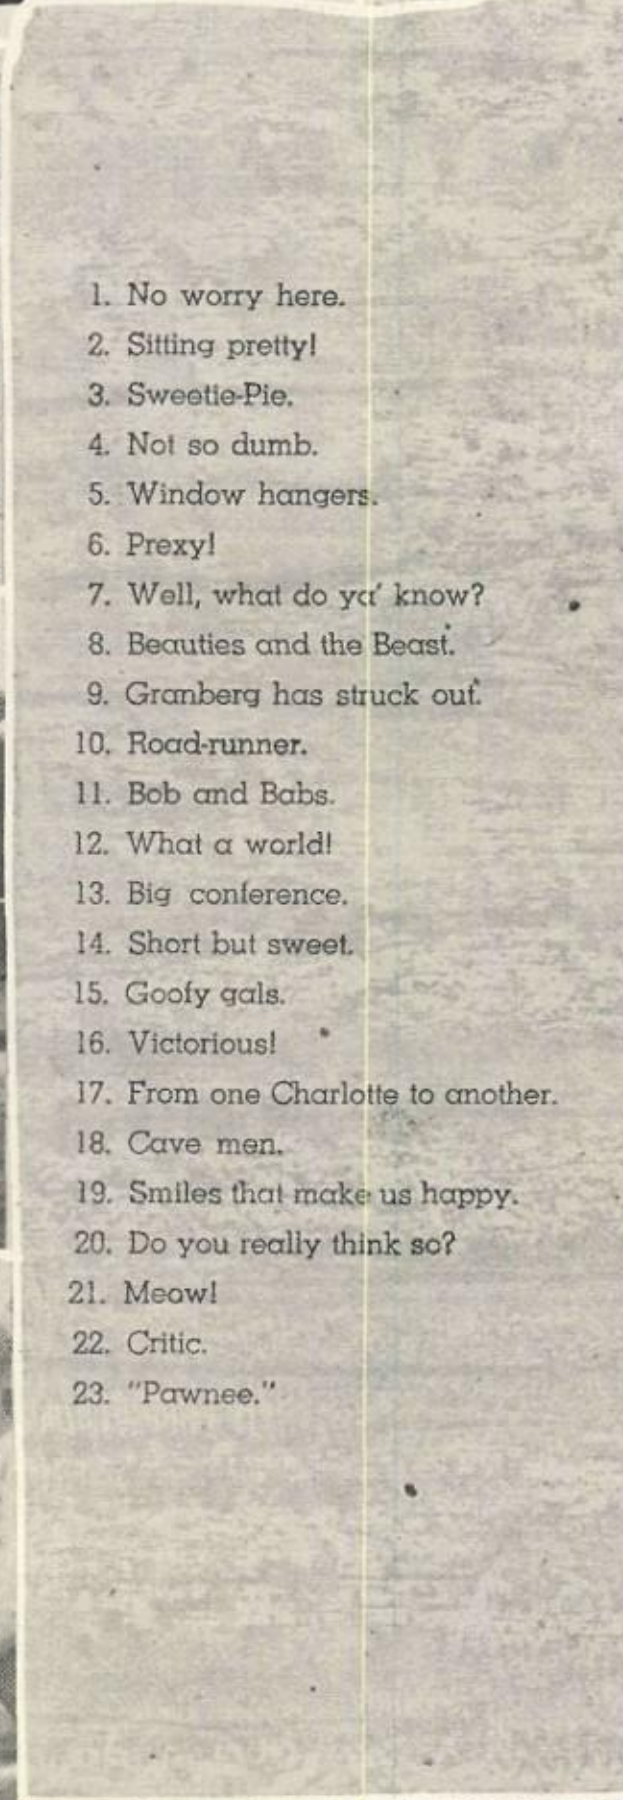 1. No worry here.
2. Sitting pretty!
3. Sweetie-Pie.
4. Not so dumb.
5. Window hangers.
6. Prexy!
7. Well, what do ya' know?
8. Beauties and the Beast.
9. Granberg has struck out.
10. Road-runner.
11. Bob and Babs.
12. What a world!
13. Big conference.
14. Short but sweet.
15. Goofy gals.
16. Victorious!
17. From one Charlotte to another.
18. Cave men.
19. Smiles that make us happy.
20. Do you really think so?
21. Meow!
22. Critic.
23. "Pawnee."